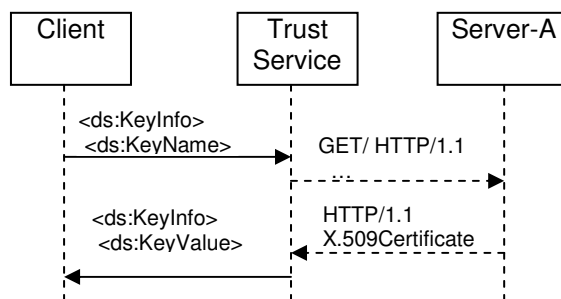 Client
Trust
Service
Server-A
<ds:KeyInfo>
<ds:KeyName>
GET/ HTTP/1.1
...
<ds:KeyInfo>
<ds:KeyValue>
HTTP/1.1
X.509Certificate